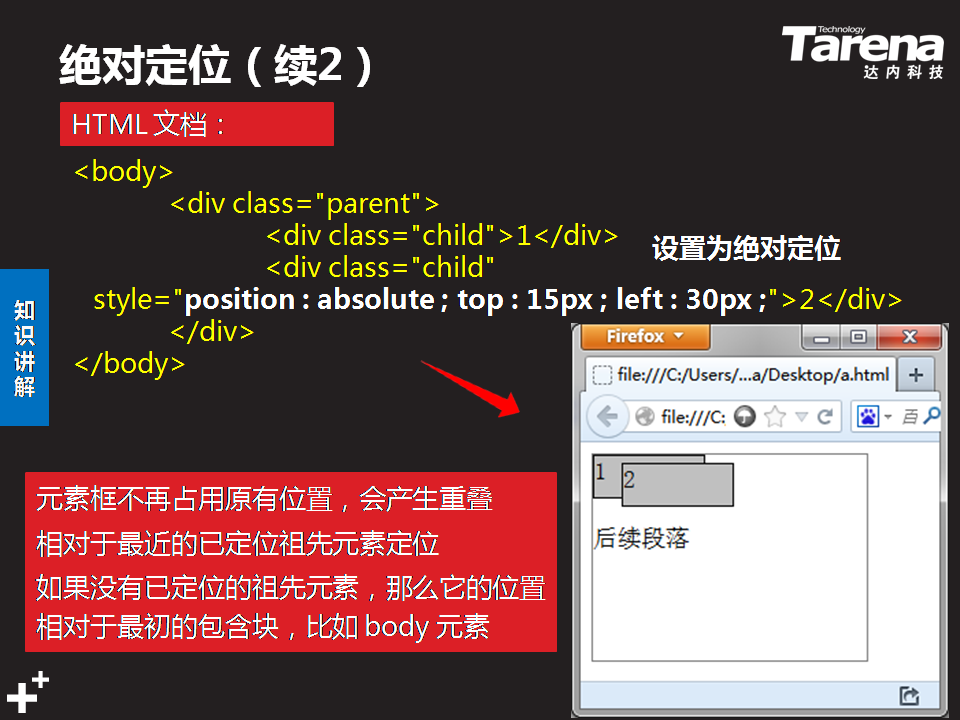 绝对定位（续2）
Technology
Tarena
达内科技
HTML 文档：
<body>
<div class="parent">
<div class="child">1</div>
<div class="child"
style="position : absolute ; top : 15px ; left : 30px ;">2</div>
</div>
</body>
设置为绝对定位
知识讲解
Firefox
file:///C:/Users/...a/Desktop/a.html
file:///C:
百
1
2
后续段落
元素框不再占用原有位置，会产生重叠
相对于最近的已定位祖先元素定位
如果没有已定位的祖先元素，那么它的位置
相对于最初的包含块，比如 body 元素